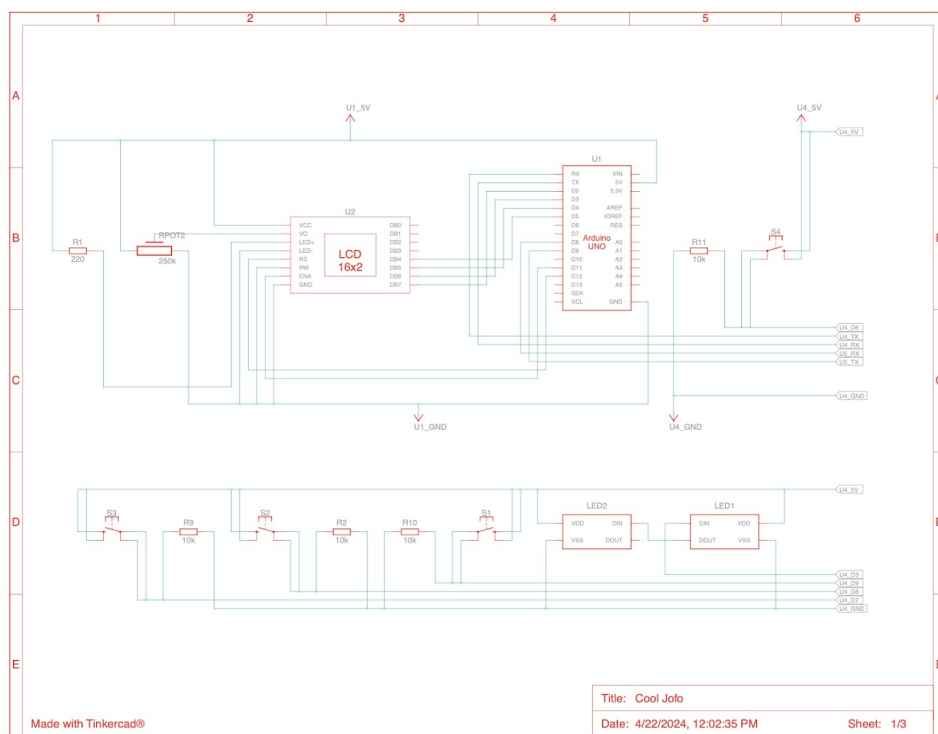 1 2 3 4 5 6
A
U1_5V
U4_5V
U4_5V
U1
RX VIN
TX 5V
D2 3.3V
D3
D4 AREF
D5 IOREF
D6 RES
D7
D8 A0
D9 A1
D10 A2
D11 A3
D12 A4
D13 A5
SDA
SCL GND
Arduino
UNO
U2
VCC DB0
VO DB1
LED+ DB2
LED- DB3
RS DB4
RW DB5
ENA DB6
GND DB7
LCD
16x2
B
R1
220
RPOT2
250k
R11
10k
S4
U4_D6
U4_TX
U4_RX
U5_RX
U5_TX
C
U4_GND
U1_GND
U4_GND
U4_5V
D
S3
R9
10k
S2
R2
10k
R10
10k
S1
LED2
VDD DIN
VSS DOUT
LED1
DIN VDD
DOUT VSS
U4_D3
U4_D9
U4_D8
U4_D7
U4_GND
E
Title: Cool Jofo
Made with Tinkercad®
Date: 4/22/2024, 12:02:35 PM Sheet: 1/3